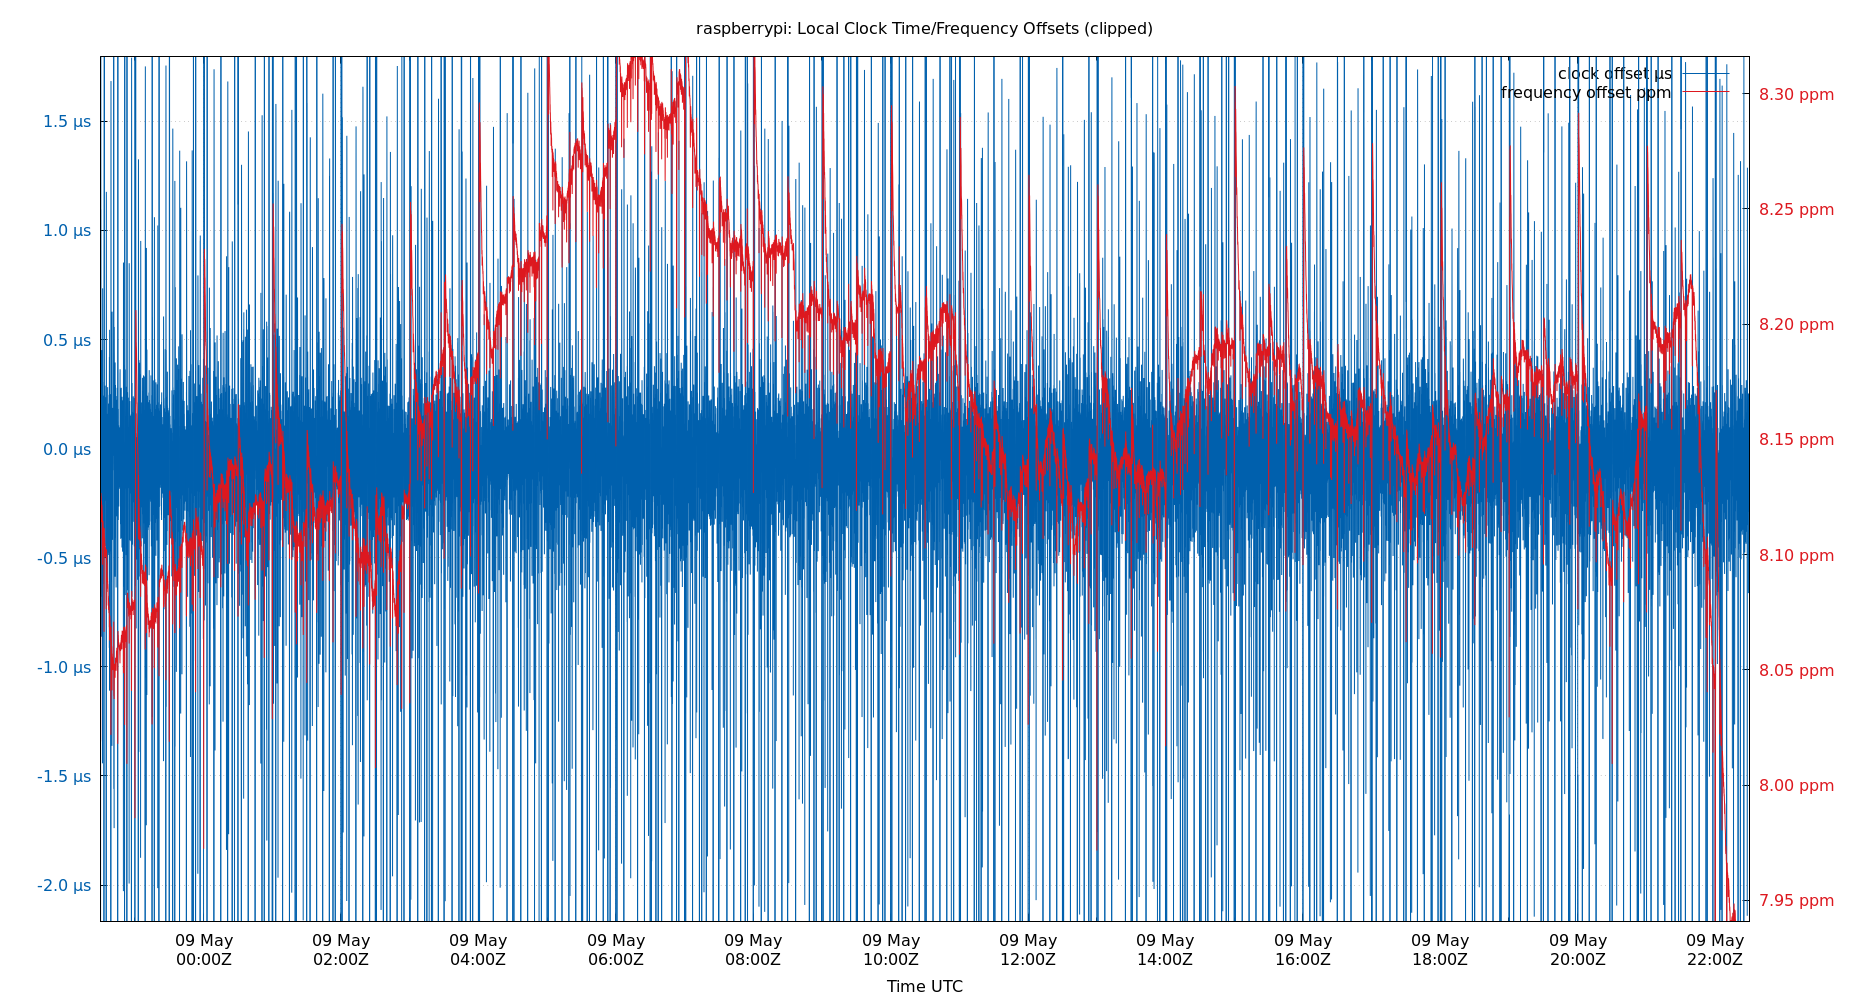 raspberrypi: Local Clock Time/Frequency Offsets (clipped)
clock offset µs
frequency offset ppm
1.5 µs
1.0 µs
0.5 µs
0.0 µs
-0.5 µs
-1.0 µs
-1.5 µs
-2.0 µs
8.30 ppm
8.25 ppm
8.20 ppm
8.15 ppm
8.10 ppm
8.05 ppm
8.00 ppm
7.95 ppm
09 May 09 May 09 May 09 May 09 May 09 May 09 May 09 May 09 May 09 May 09 May 09 May
00:00Z 02:00Z 04:00Z 06:00Z 08:00Z 10:00Z 12:00Z 14:00Z 16:00Z 18:00Z 20:00Z 22:00Z
Time UTC